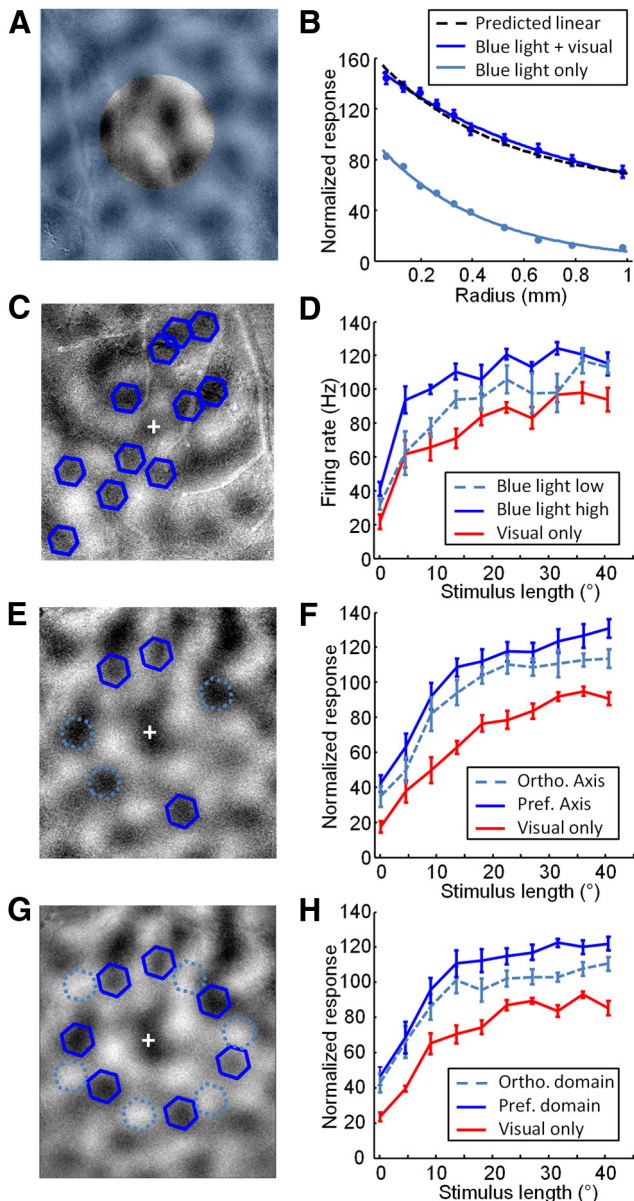 A
B
Predicted linear
Blue light + visual
Blue light only
Normalized response
160
120
80
40
0
0.2
0.4
0.6
0.8
1
Radius (mm)
C
D
Firing rate (Hz)
140
120
100
80
60
40
20
0
Blue light low
Blue light high
Visual only
0
10
20
30
40
Stimulus length (°)
E
F
Normalized response
140
120
100
80
60
40
20
0
Ortho. Axis
Pref. Axis
Visual only
0
10
20
30
40
Stimulus length (°)
G
H
Normalized response
140
120
100
80
60
40
20
0
Ortho. domain
Pref. domain
Visual only
0
10
20
30
40
Stimulus length (°)